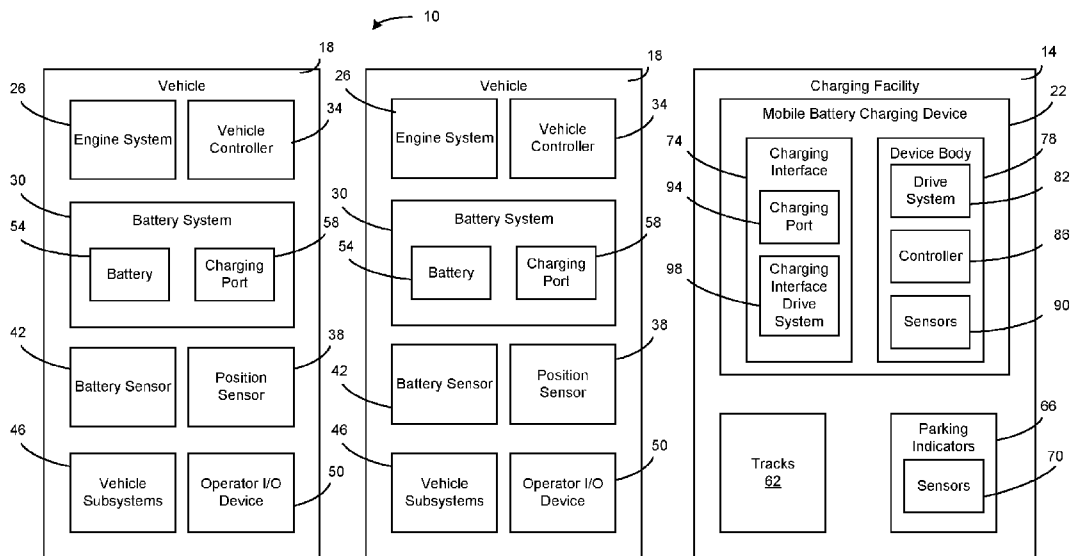 10
18
Vehicle
26
Engine System
Vehicle
Controller
34
30
Battery System
54
Battery
Charging
Port
58
42
Battery Sensor
Position
Sensor
38
46
Vehicle
Subsystems
Operator I/O
Device
50
18
Vehicle
26
Engine System
Vehicle
Controller
34
30
Battery System
54
Battery
Charging
Port
58
42
Battery Sensor
Position
Sensor
38
46
Vehicle
Subsystems
Operator I/O
Device
50
14
Charging Facility
22
Mobile Battery Charging Device
74
Charging
Interface
94
Charging
Port
98
Charging
Interface
Drive
System
Device Body
78
Drive
System
82
Controller
86
Sensors
90
Tracks
62
Parking
Indicators
66
Sensors
70